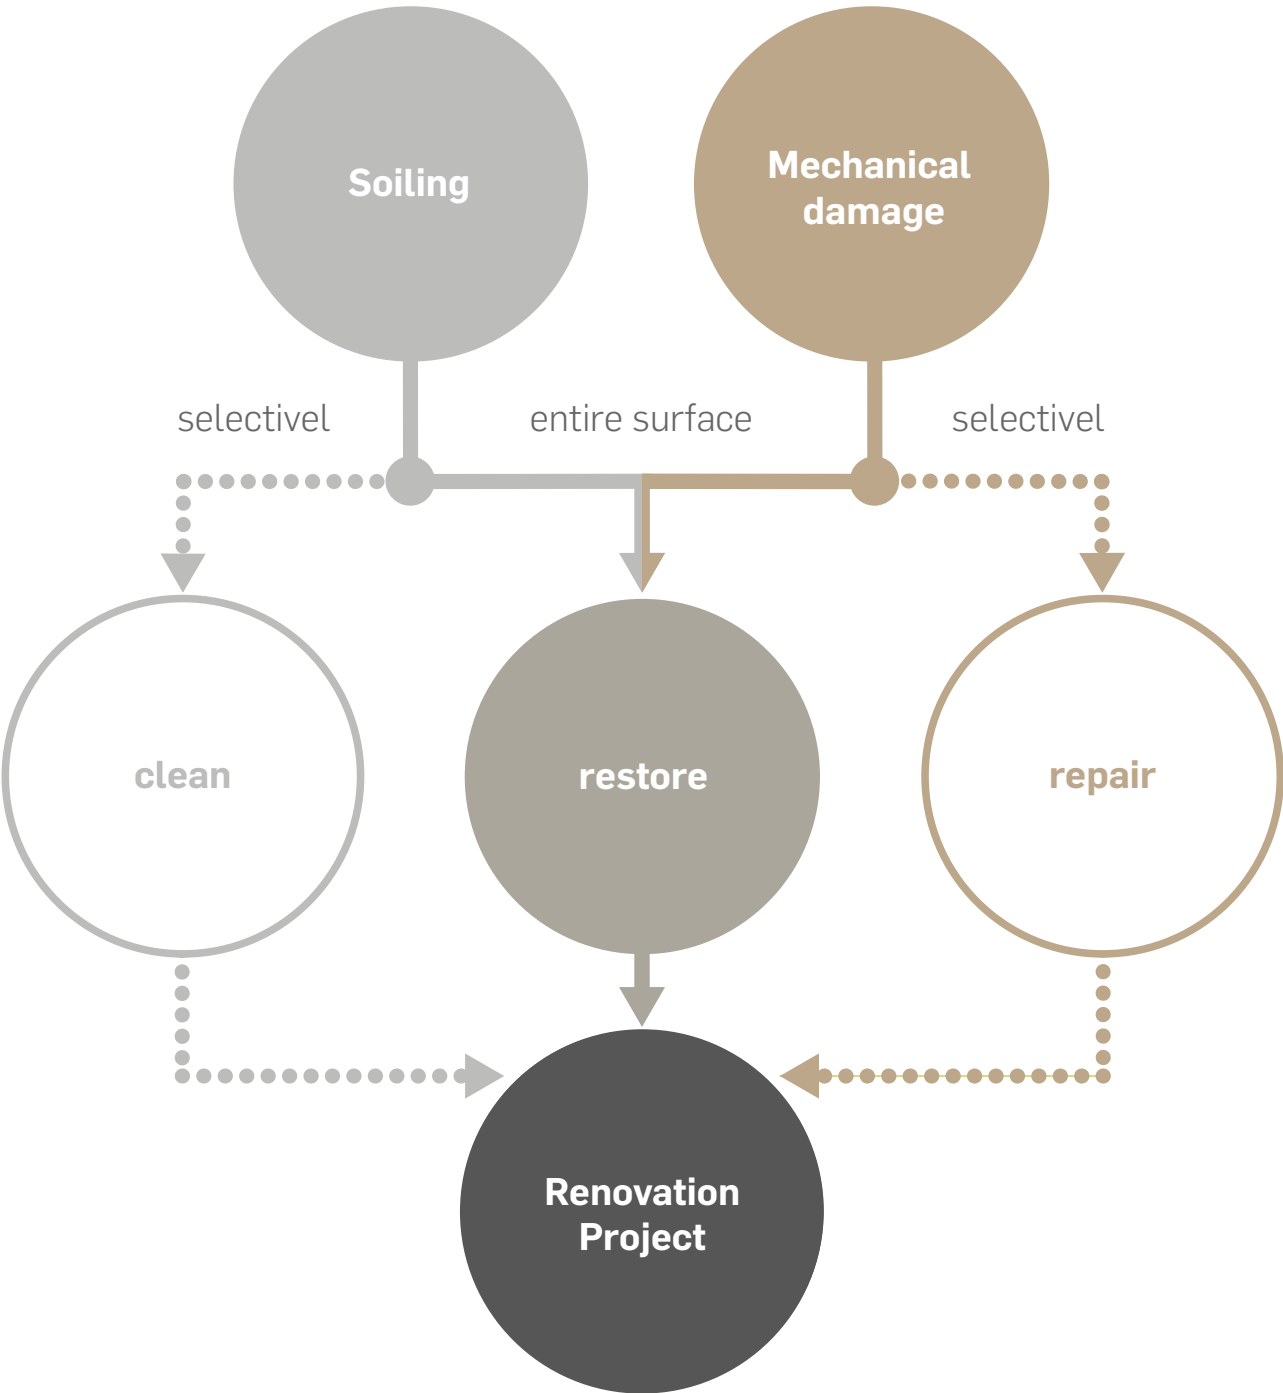 Soiling
Mechanical
damage
selectivel
entire surface
selectivel
clean
restore
repair
Renovation
Project